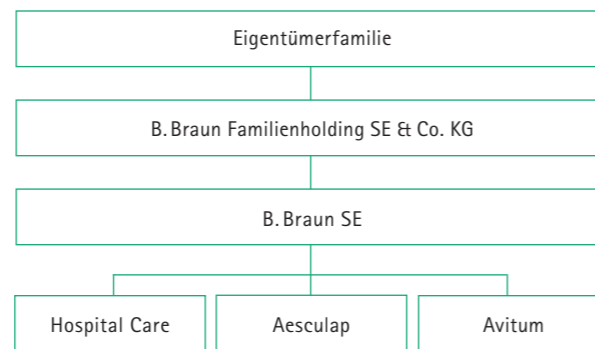 Eigentümerfamilie
B. Braun Familienholding SE & Co. KG
B. Braun SE
Hospital Care
Aesculap
Avitum